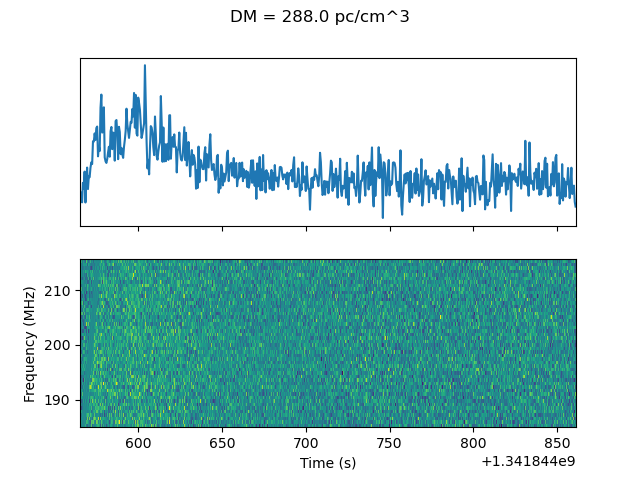 DM = 288.0 pc/cm^3
Frequency (MHz)
210
200
190
600 650 700 750 800 850
Time (s)
+1.341844e9